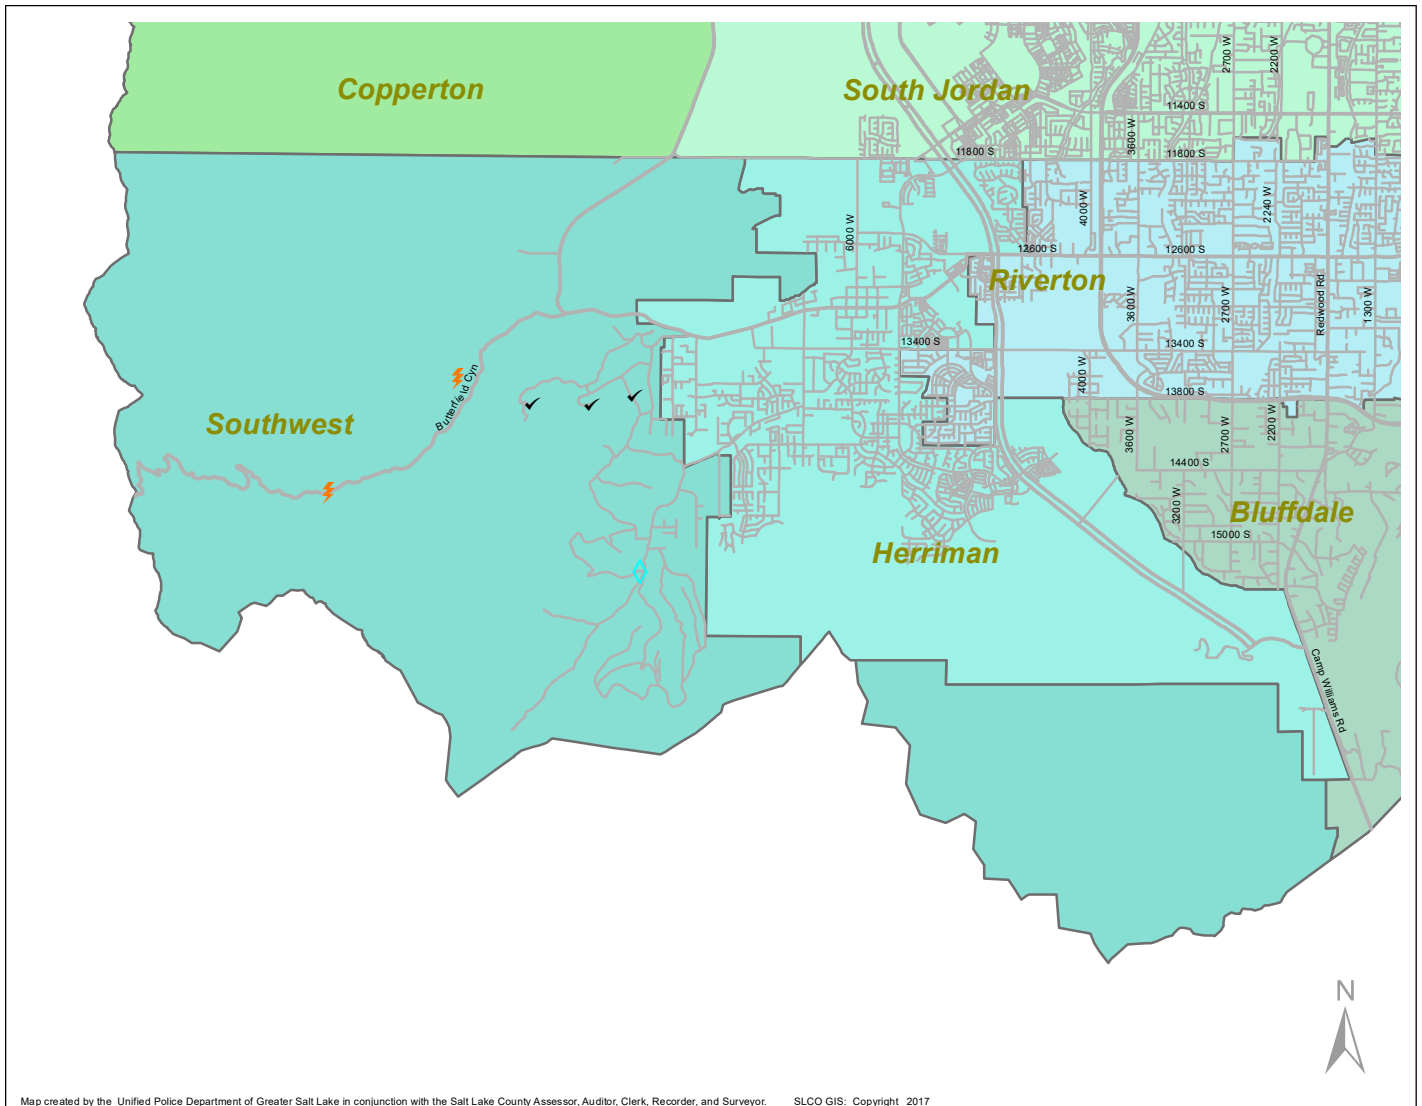 2700 W
2200 W
Copperton
South Jordan
11400 S
3600 W
11800 S
11800 S
4000 W
2240 W
6000 W
12600 S
12600 S
Riverton
3600 W
2700 W
Redwood Rd
1300 W
13400 S
13400 S
4000 W
Butterfield Cyn
13800 S
Southwest
3600 W
2700 W
2200 W
14400 S
3200 W
Bluffdale
15000 S
Herriman
Camp Williams Rd
N
Map created by the Unified Police Department of Greater Salt Lake in conjunction with the Salt Lake County Assessor, Auditor, Clerk, Recorder, and Surveyor. SLCO GIS: Copyright 2017